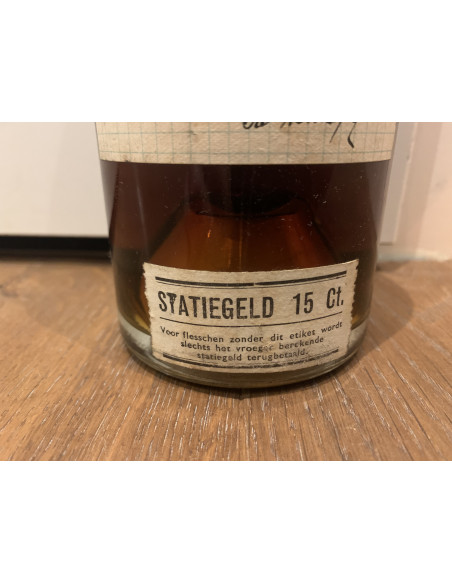 STATIEGELD 15 Ct.
Voor flesschen zonder dit etiket wordt
slechts het vroeger berekende
statiegeld terugbetaald.